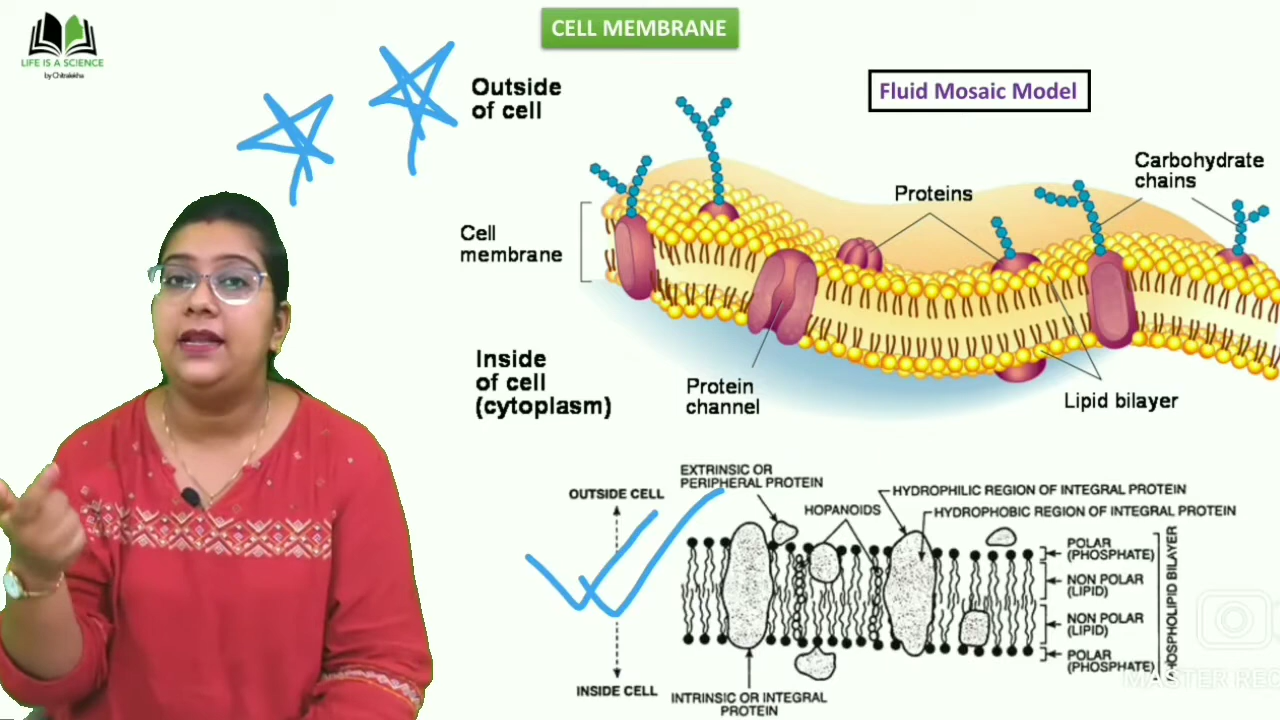 LIFE IS A SCIENCE
by Chitralekha
CELL MEMBRANE
Fluid Mosaic Model
Outside
of cell
Carbohydrate
chains
Proteins
Cell
membrane
Inside
of cell
(cytoplasm)
Protein
channel
Lipid bilayer
EXTRINSIC OR
PERIPHERAL PROTEIN
OUTSIDE CELL
HOPANOIDS
HYDROPHILIC REGION OF INTEGRAL PROTEIN
HYDROPHOBIC REGION OF INTEGRAL PROTEIN
POLAR
(PHOSPHATE)
NON POLAR
(LIPID)
NON POLAR
(LIPID)
POLAR
(PHOSPHATE)
PHOSPHOLIPID BILAYER
INSIDE CELL
INTRINSIC OR INTEGRAL
PROTEIN
MASTER REC